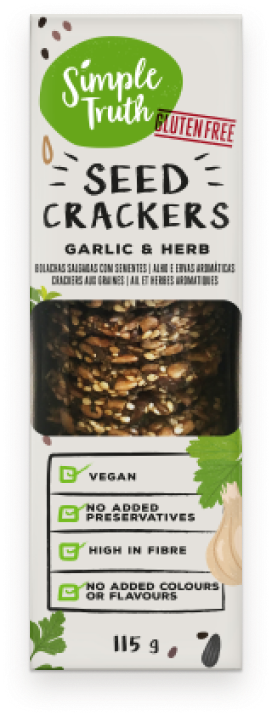 Simple
Truth
GLUTEN FREE
SEED
CRACKERS
GARLIC & HERB
BOLACHAS SALGADAS COM SEMENTES | ALHO E ERVAS AROMÁTICAS
CRACKERS AUX GRAINES | AIL ET HERBES AROMATIQUES
VEGAN
NO ADDED
PRESERVATIVES
HIGH IN FIBRE
NO ADDED COLOURS
OR FLAVOURS
115 g